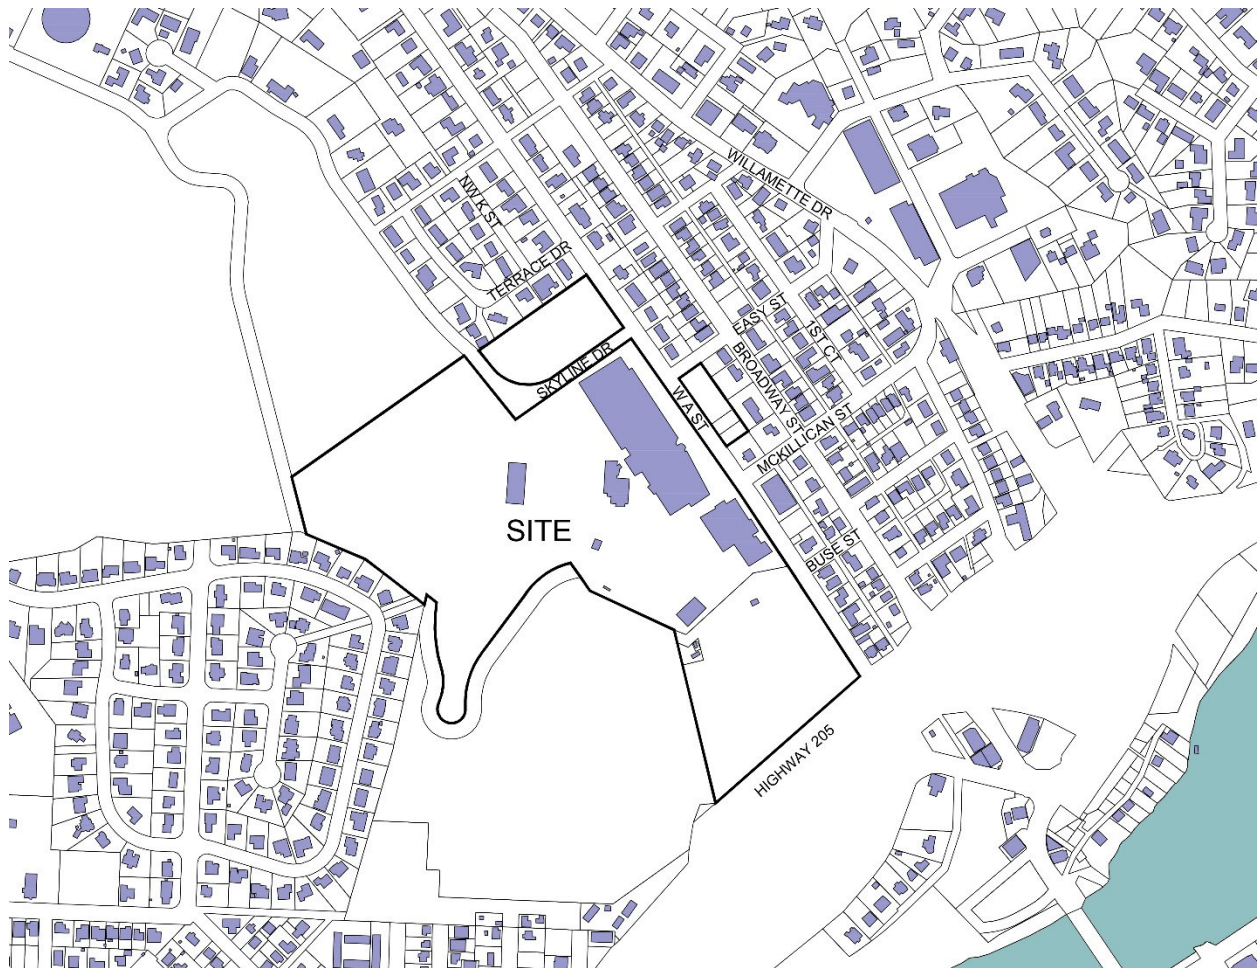 WILLAMETTE DR
NW K ST
TERRACE DR
EASY ST
1ST CT
SKYLINE DR
BROADWAY ST
W A ST
MCKILLICAN ST
SITE
BUSE ST
HIGHWAY 205